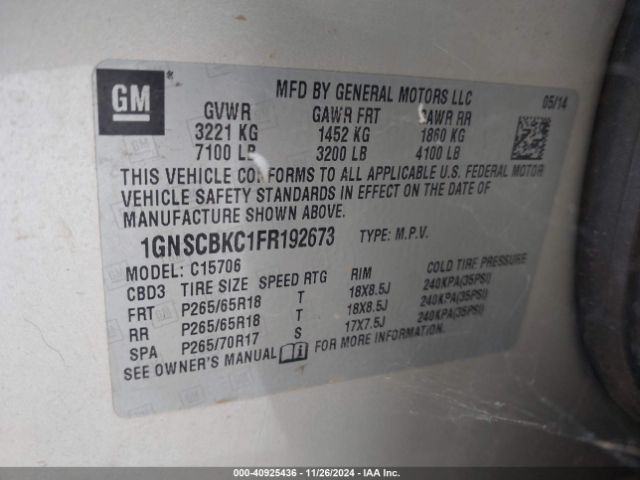 GM
MFD BY GENERAL MOTORS LLC
05/14
GVWR GAWR FRT GAWR RR
3221 KG 1452 KG 1860 KG
7100 LB 3200 LB 4100 LB
THIS VEHICLE CONFORMS TO ALL APPLICABLE U.S. FEDERAL MOTOR
VEHICLE SAFETY STANDARDS IN EFFECT ON THE DATE OF
MANUFACTURE SHOWN ABOVE.
1GNSCBKC1FR192673 TYPE: M.P.V.
MODEL: C15706
CBD3 TIRE SIZE SPEED RTG RIM COLD TIRE PRESSURE
FRT P265/65R18 T 18X8.5J 240KPA(35PSI)
RR P265/65R18 T 18X8.5J 240KPA(35PSI)
SPA P265/70R17 S 17X7.5J 240KPA(35PSI)
SEE OWNER'S MANUAL FOR MORE INFORMATION.
000-40925436 - 11/26/2024 - IAA Inc.